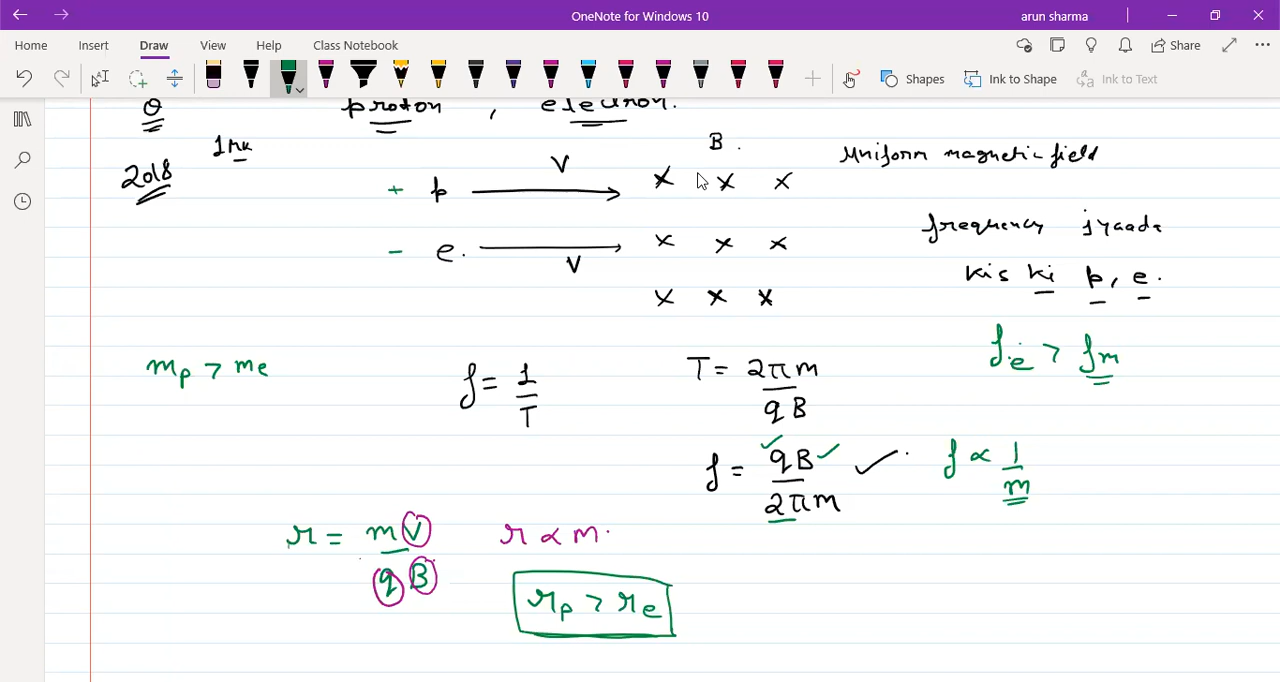 OneNote for Windows 10
arun sharma
Home Insert Draw View Help Class Notebook
Share
Shapes Ink to Shape Ink to Text
Q proton , electron.
2018 1 Mk
+ p V B . Uniform magnetic field
× × ×
- e. V × × ×
× × ×
frequency jyaada
kis ki p, e.
mp > me f = 1/T T = 2πm/qB fe > fm
f = qB/2πm f ∝ 1/m
r = mV/qB r ∝ m.
rp > re